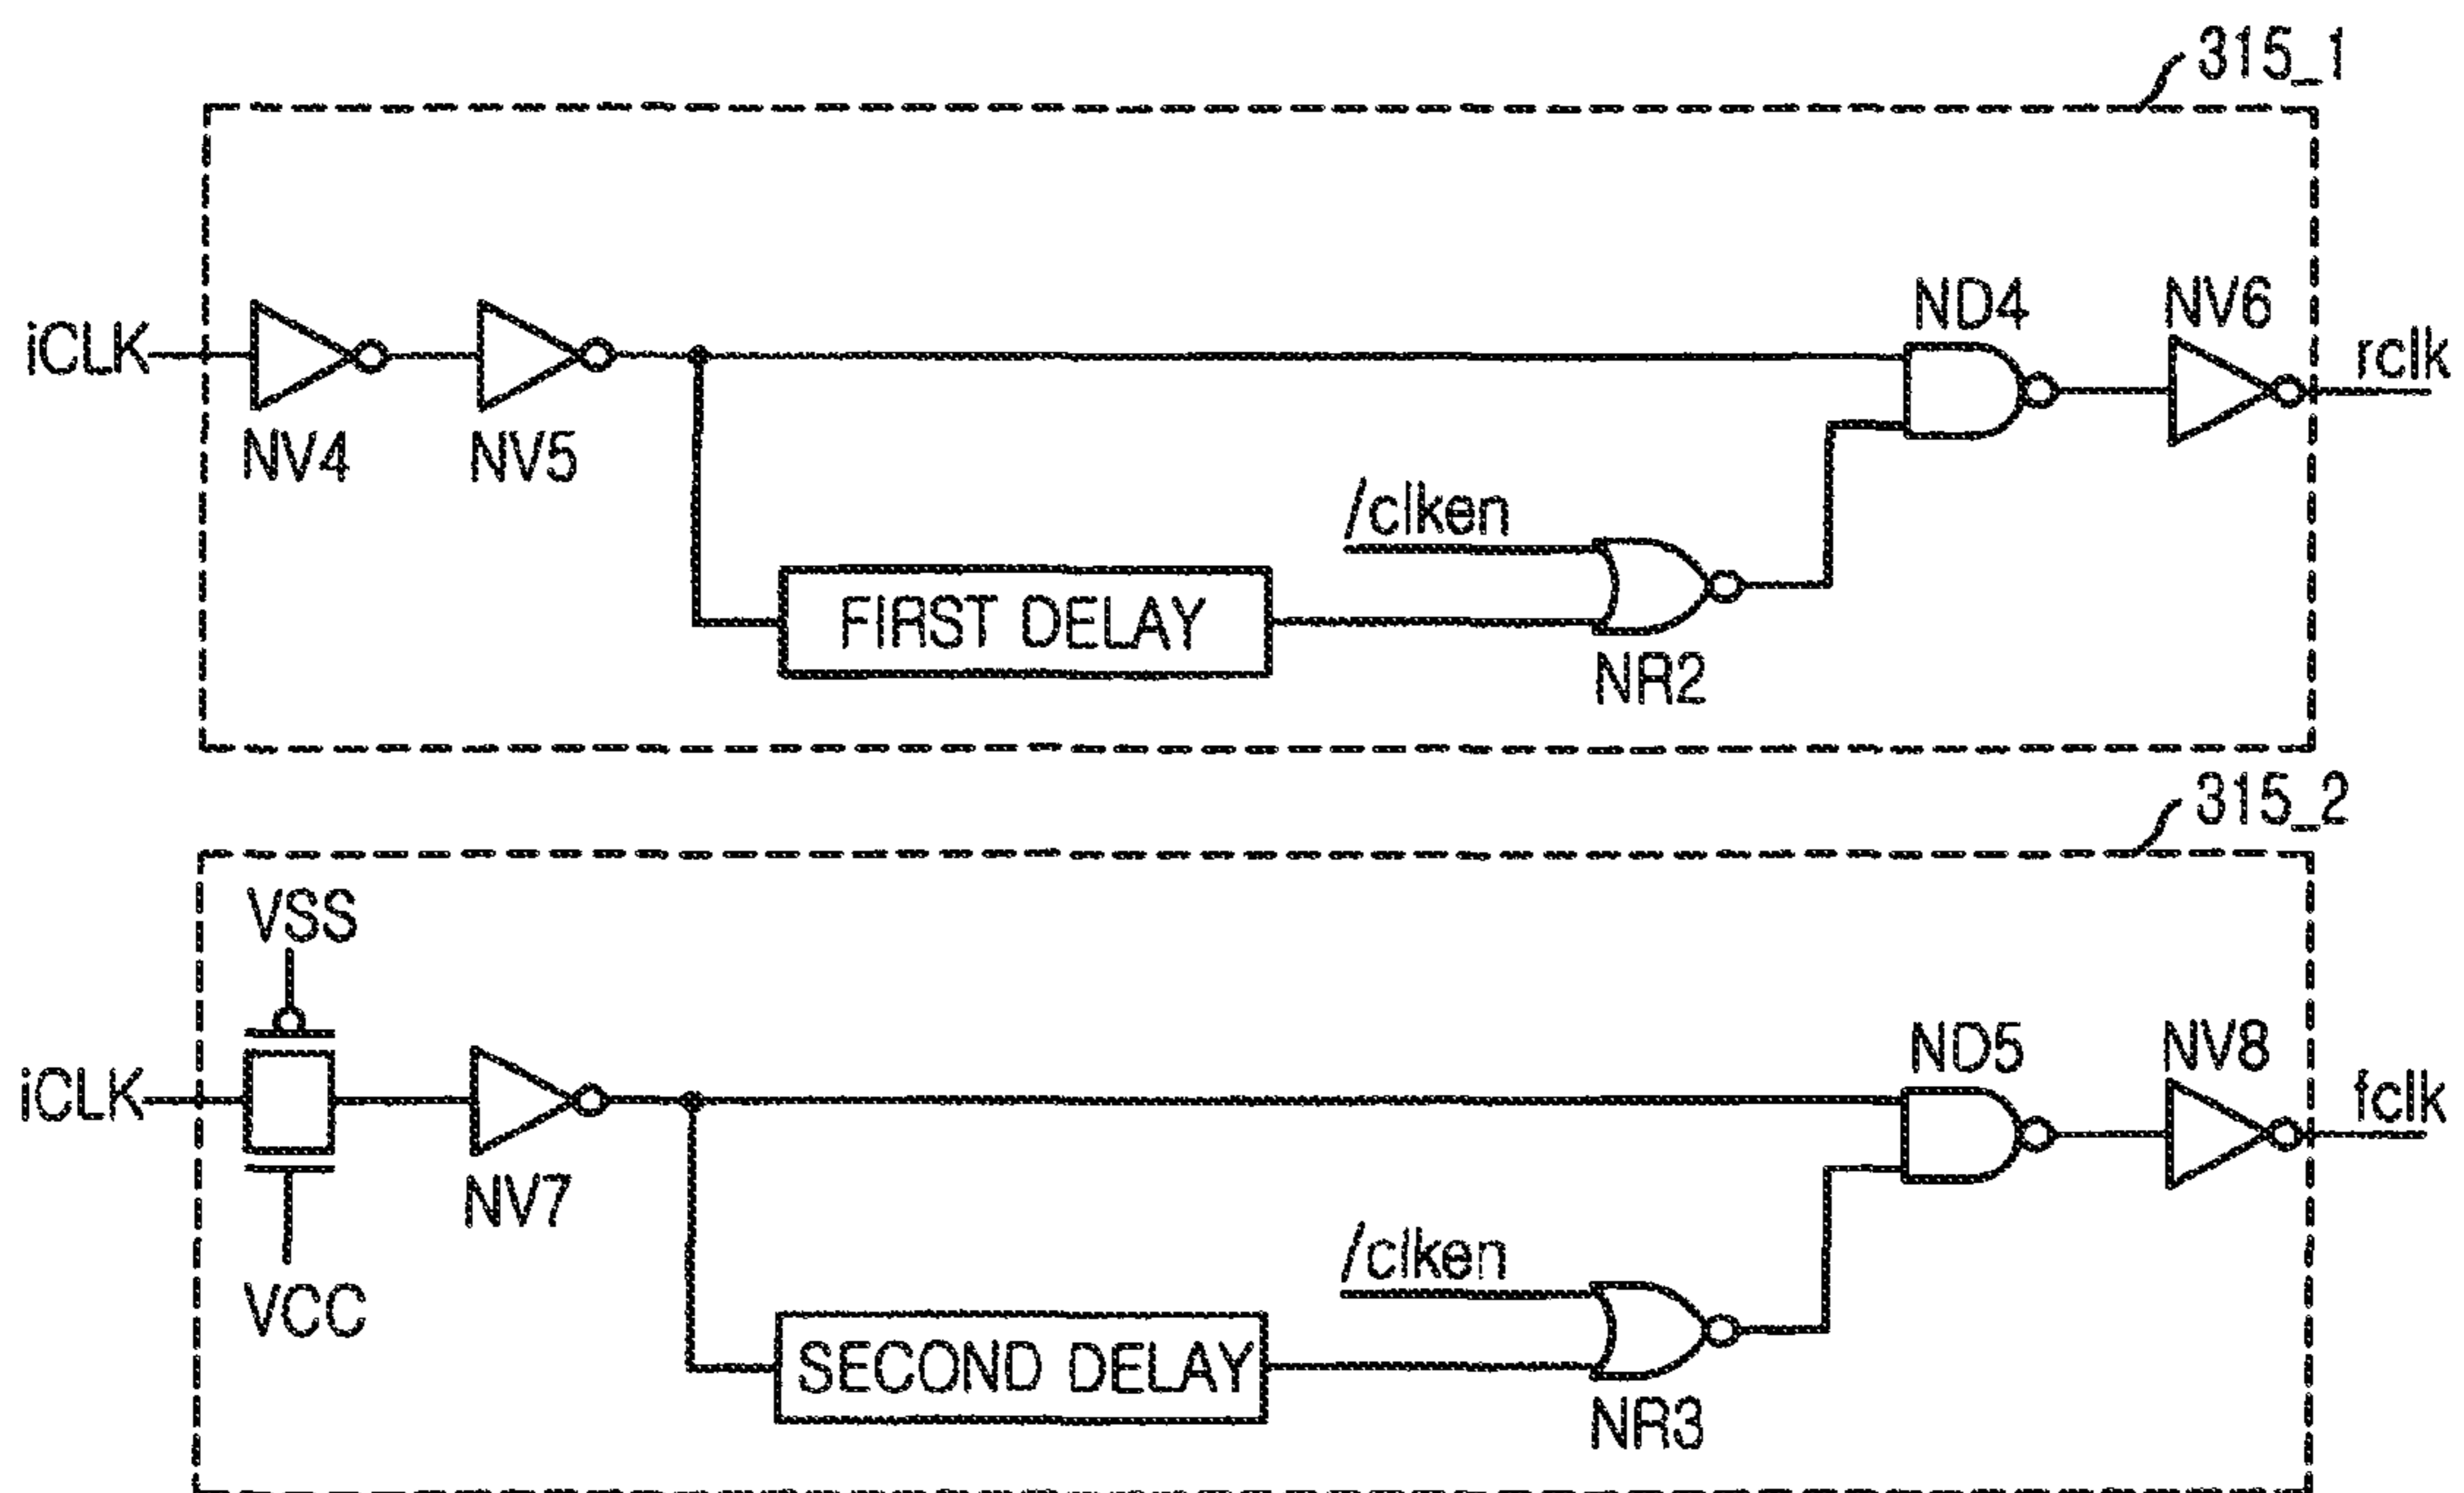 315_1
ND4
NV6
iCLK
rclk
NV4
NV5
/clken
FIRST DELAY
NR2
315_2
VSS
ND5
NV8
iCLK
fclk
NV7
/clken
VCC
SECOND DELAY
NR3